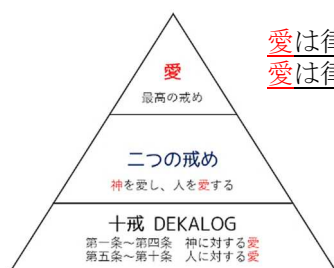 愛
最高の戒め
二つの戒め
神を愛し、人を愛する
十戒 DEKALOG
第一条～第四条 神に対する愛
第五条～第十条 人に対する愛
愛は律
愛は律